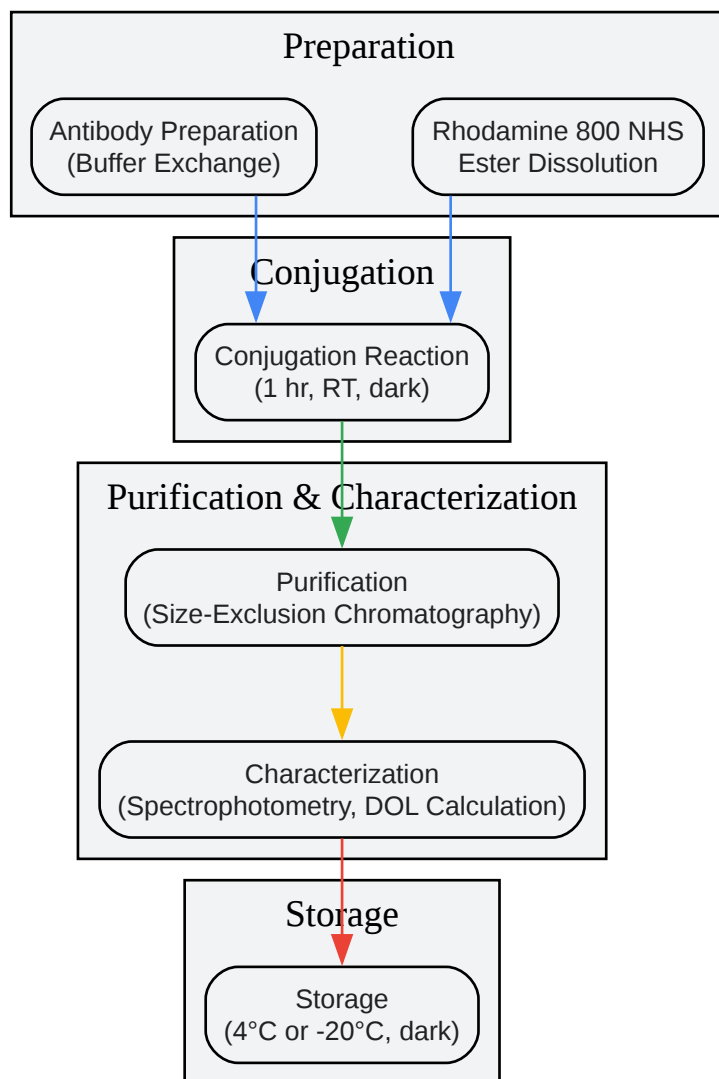 Preparation
Antibody Preparation
(Buffer Exchange)
Rhodamine 800 NHS
Ester Dissolution
Conjugation
Conjugation Reaction
(1 hr, RT, dark)
Purification & Characterization
Purification
(Size-Exclusion Chromatography)
Characterization
(Spectrophotometry, DOL Calculation)
Storage
Storage
(4°C or -20°C, dark)